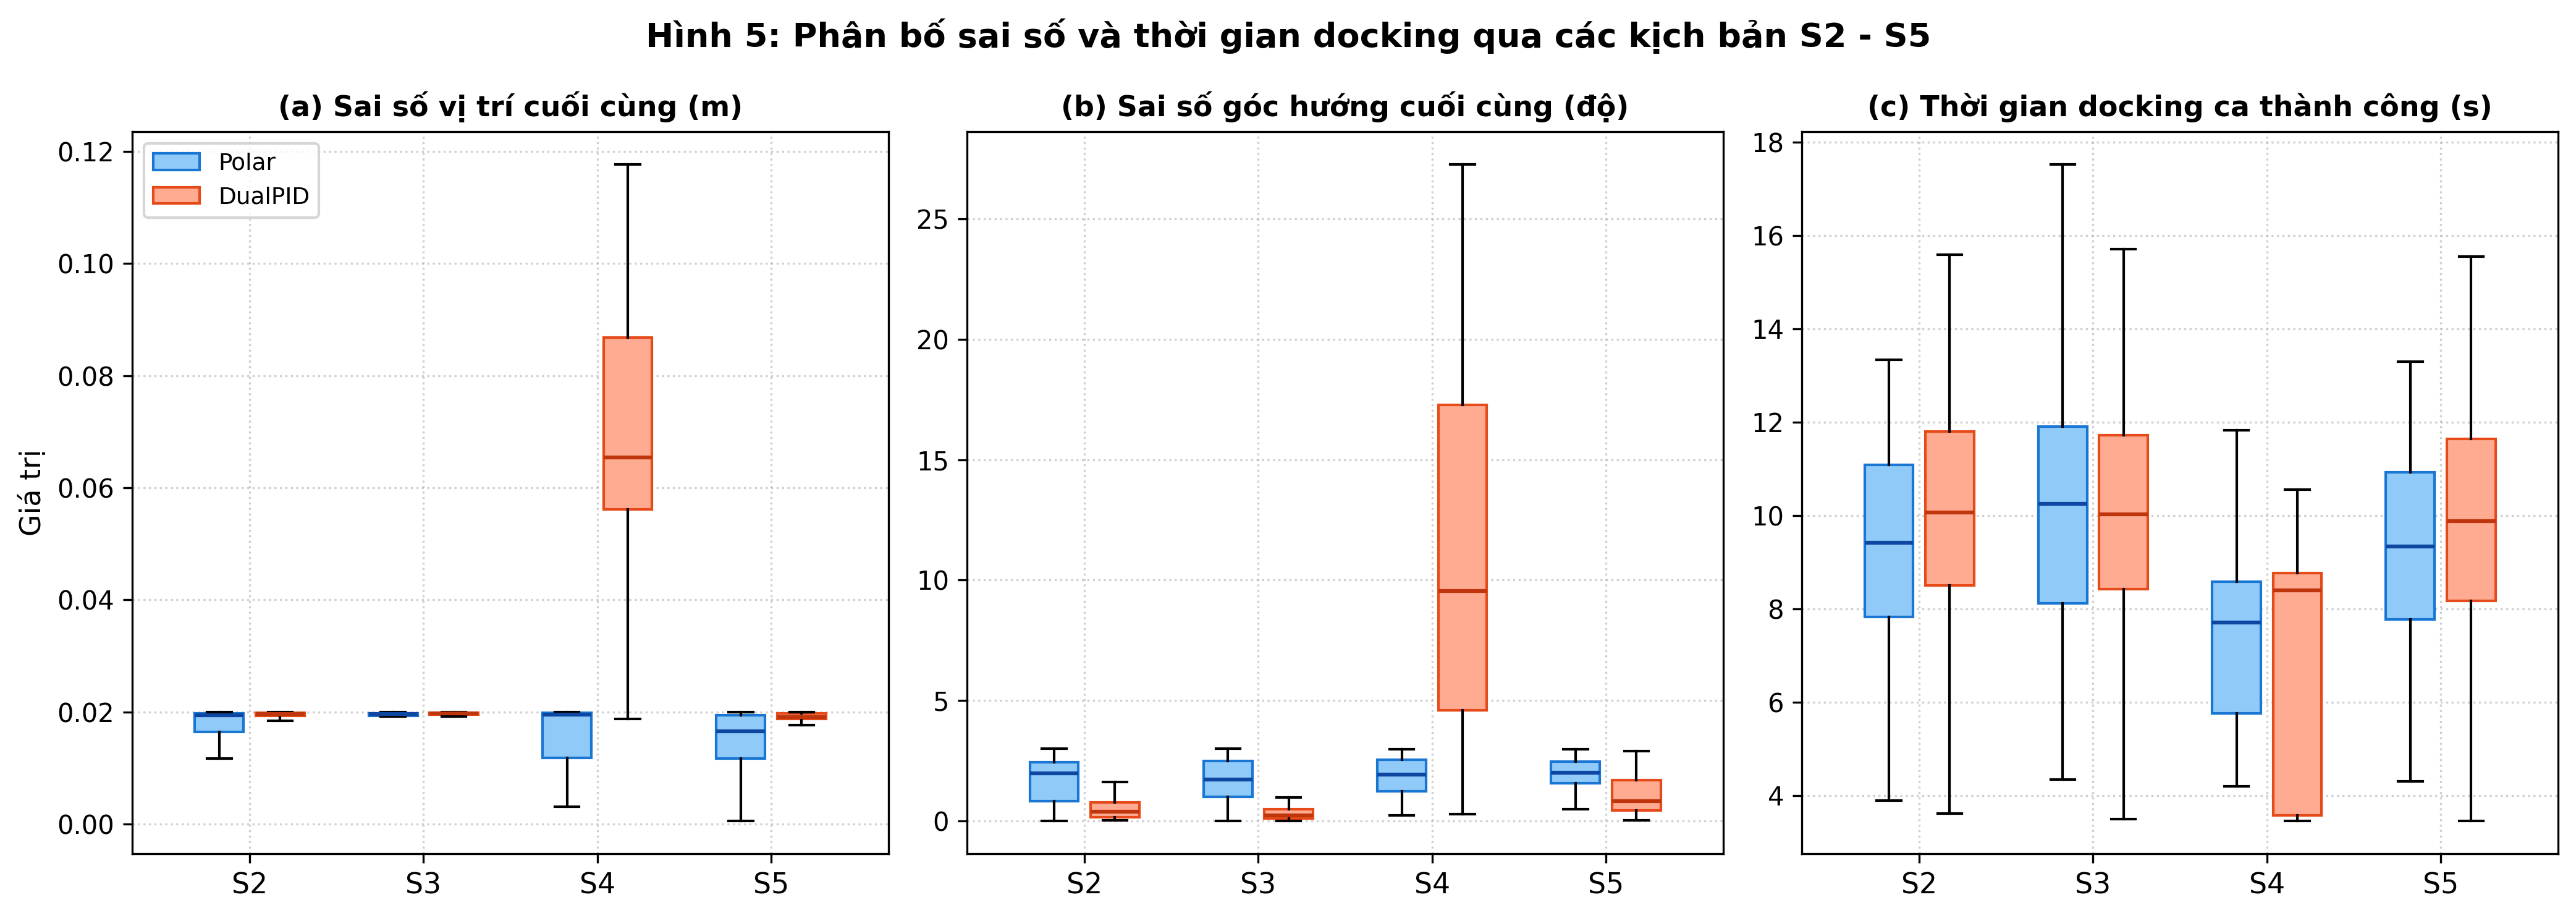 Hình 5: Phân bố sai số và thời gian docking qua các kịch bản S2 - S5
(a) Sai số vị trí cuối cùng (m)
Giá trị
0.12
0.10
0.08
0.06
0.04
0.02
0.00
Polar
DualPID
S2 S3 S4 S5
(b) Sai số góc hướng cuối cùng (độ)
25
20
15
10
5
0
S2 S3 S4 S5
(c) Thời gian docking ca thành công (s)
18
16
14
12
10
8
6
4
S2 S3 S4 S5